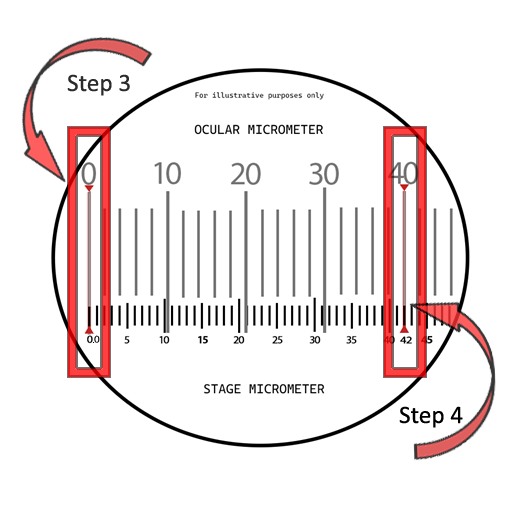 Step 3
For illustrative purposes only
OCULAR MICROMETER
0 10 20 30 40
0.0 5 10 15 20 25 30 35 40 42 45
STAGE MICROMETER
Step 4